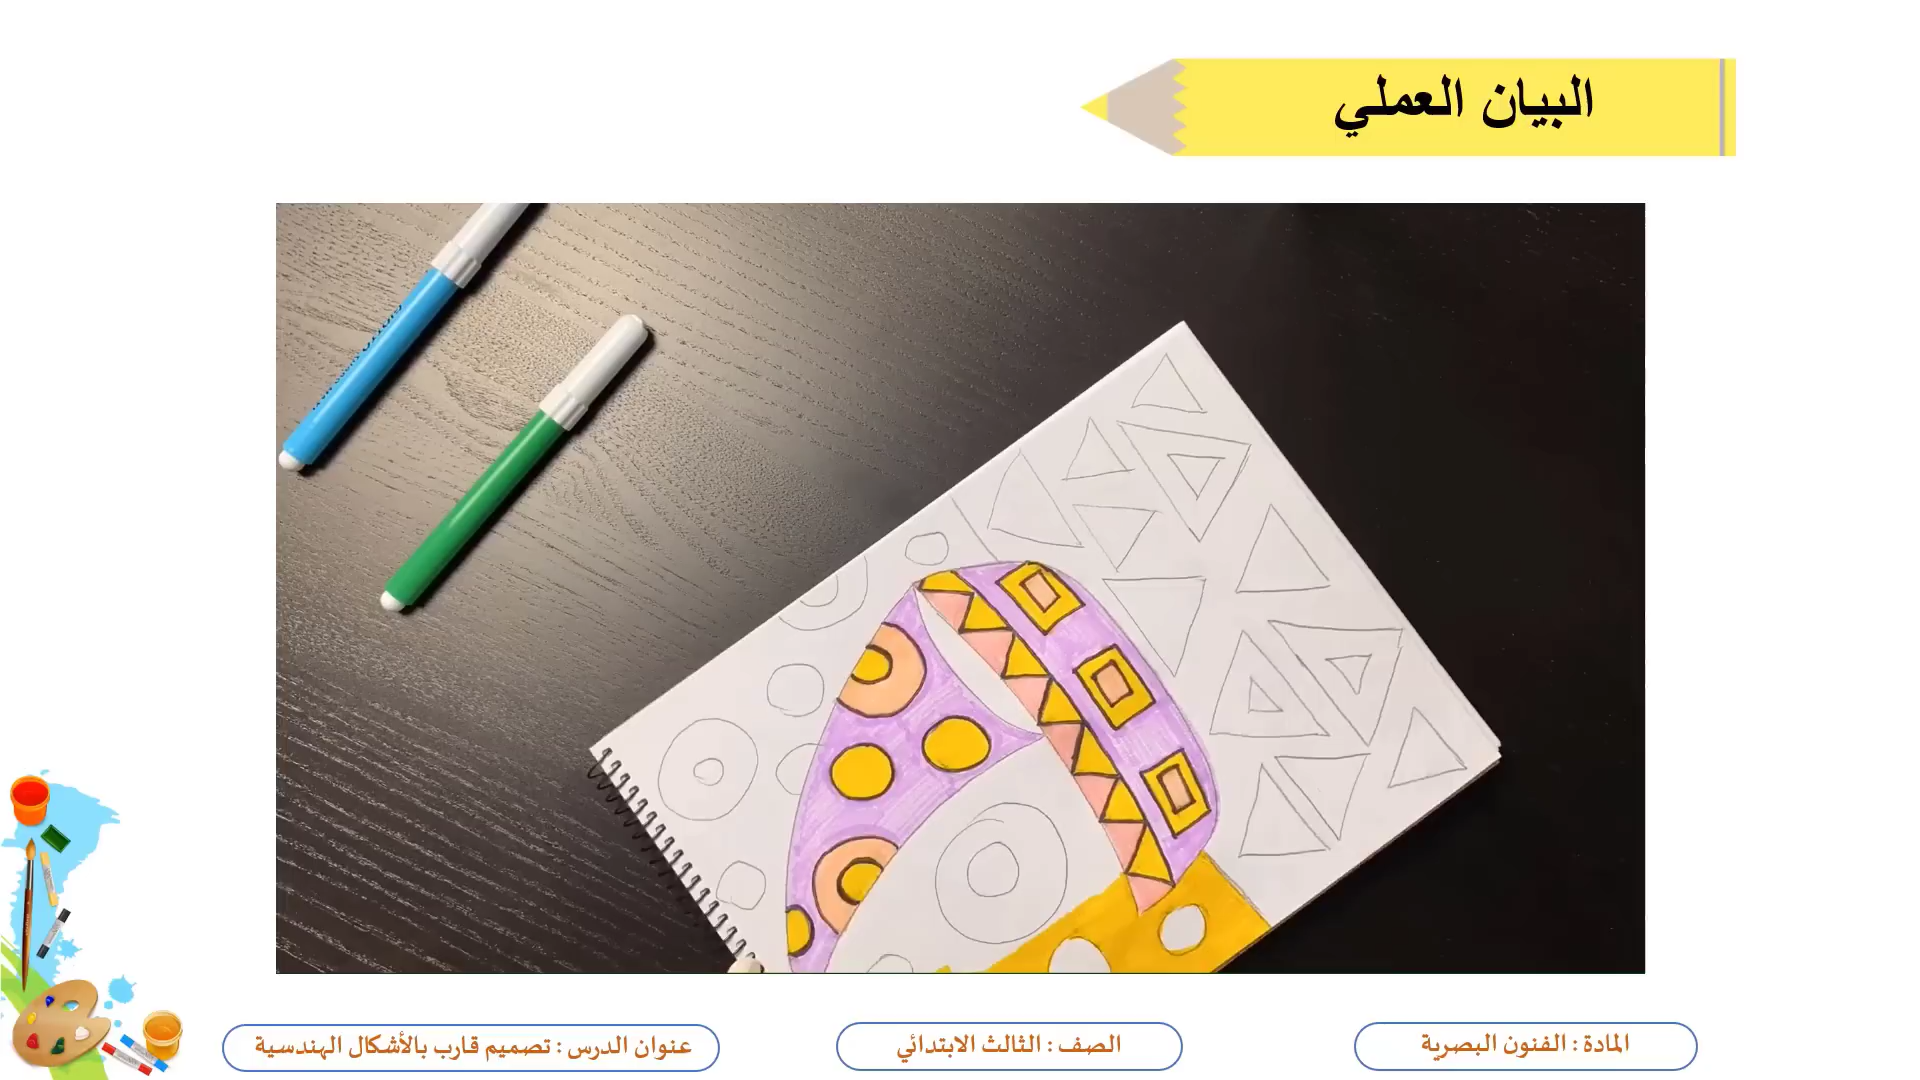 البيان العملي
المادة : الفنون البصرية
الصف : الثالث الابتدائي
عنوان الدرس : تصميم قارب بالأشكال الهندسية